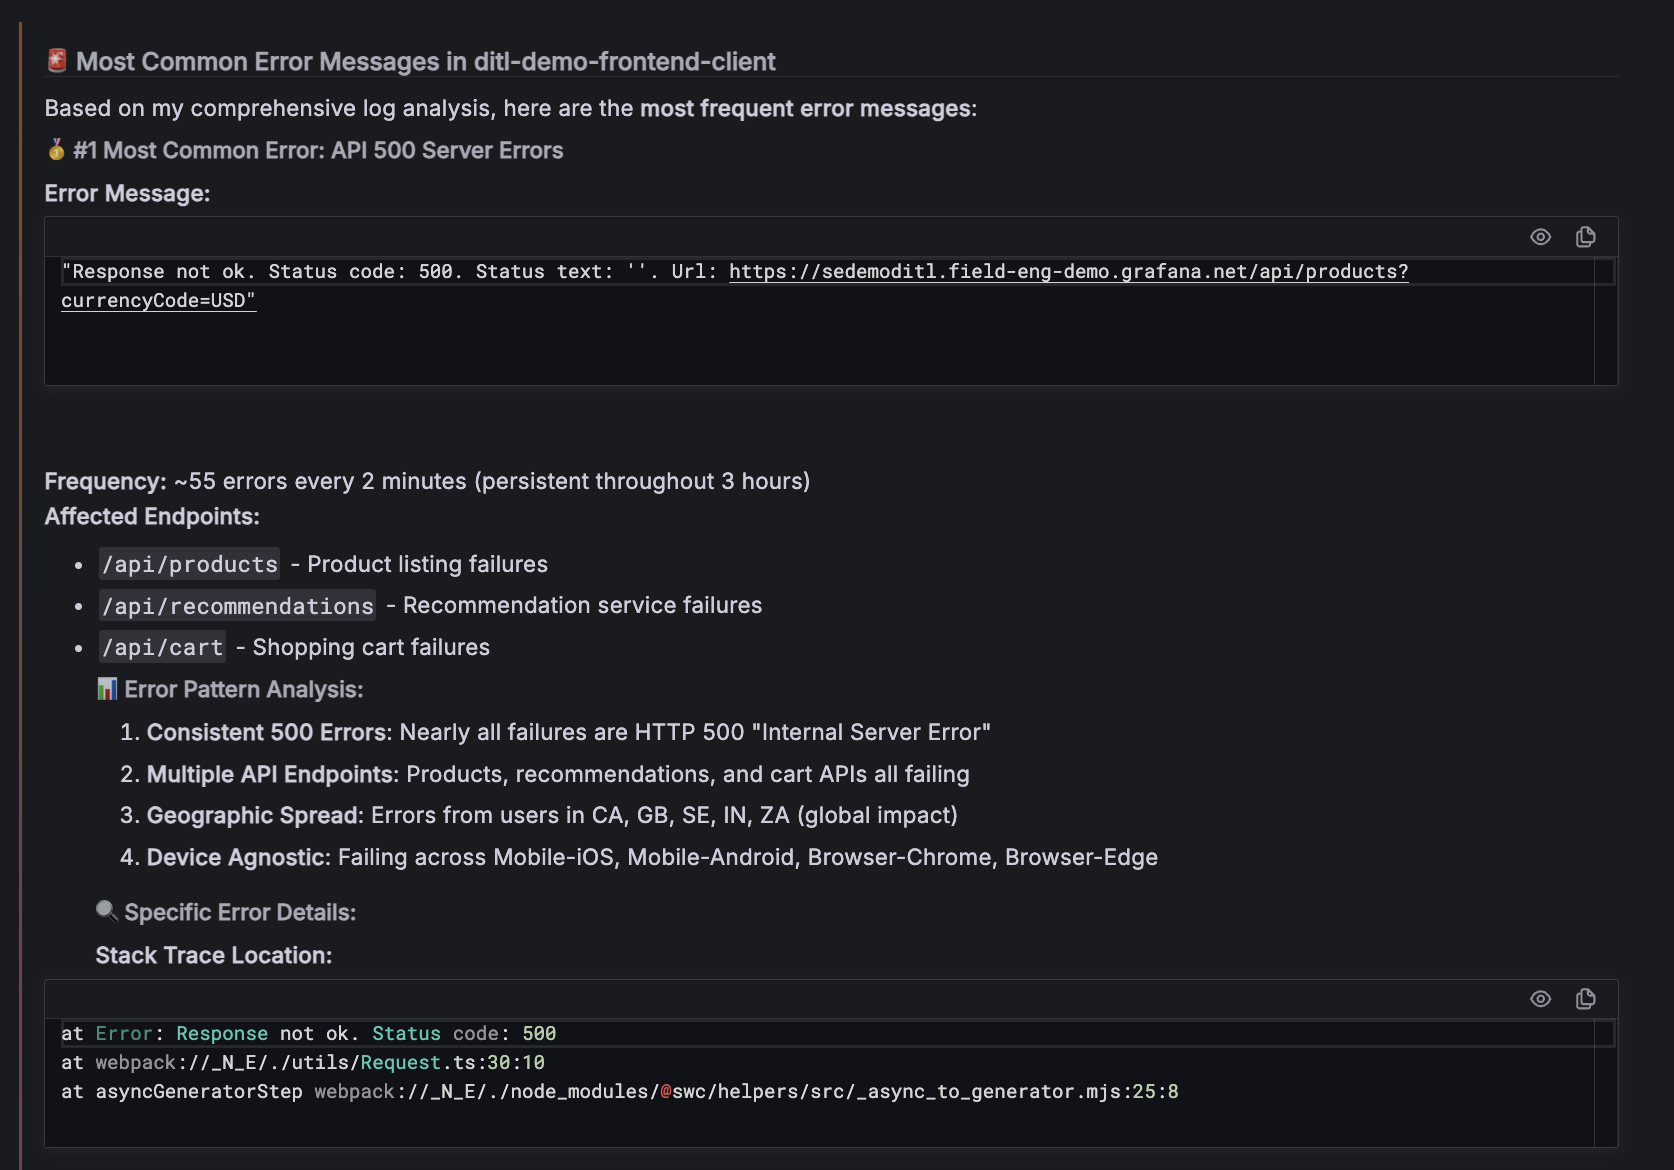 🚨 Most Common Error Messages in ditl-demo-frontend-client
Based on my comprehensive log analysis, here are the most frequent error messages:
🥇 #1 Most Common Error: API 500 Server Errors
Error Message:
"Response not ok. Status code: 500. Status text: ''. Url: https://sedemoditl.field-eng-demo.grafana.net/api/products?
currencyCode=USD"
Frequency: ~55 errors every 2 minutes (persistent throughout 3 hours)
Affected Endpoints:
• /api/products - Product listing failures
• /api/recommendations - Recommendation service failures
• /api/cart - Shopping cart failures
📊 Error Pattern Analysis:
1. Consistent 500 Errors: Nearly all failures are HTTP 500 "Internal Server Error"
2. Multiple API Endpoints: Products, recommendations, and cart APIs all failing
3. Geographic Spread: Errors from users in CA, GB, SE, IN, ZA (global impact)
4. Device Agnostic: Failing across Mobile-iOS, Mobile-Android, Browser-Chrome, Browser-Edge
🔍 Specific Error Details:
Stack Trace Location:
at Error: Response not ok. Status code: 500
at webpack://_N_E/./utils/Request.ts:30:10
at asyncGeneratorStep webpack://_N_E/./node_modules/@swc/helpers/src/_async_to_generator.mjs:25:8